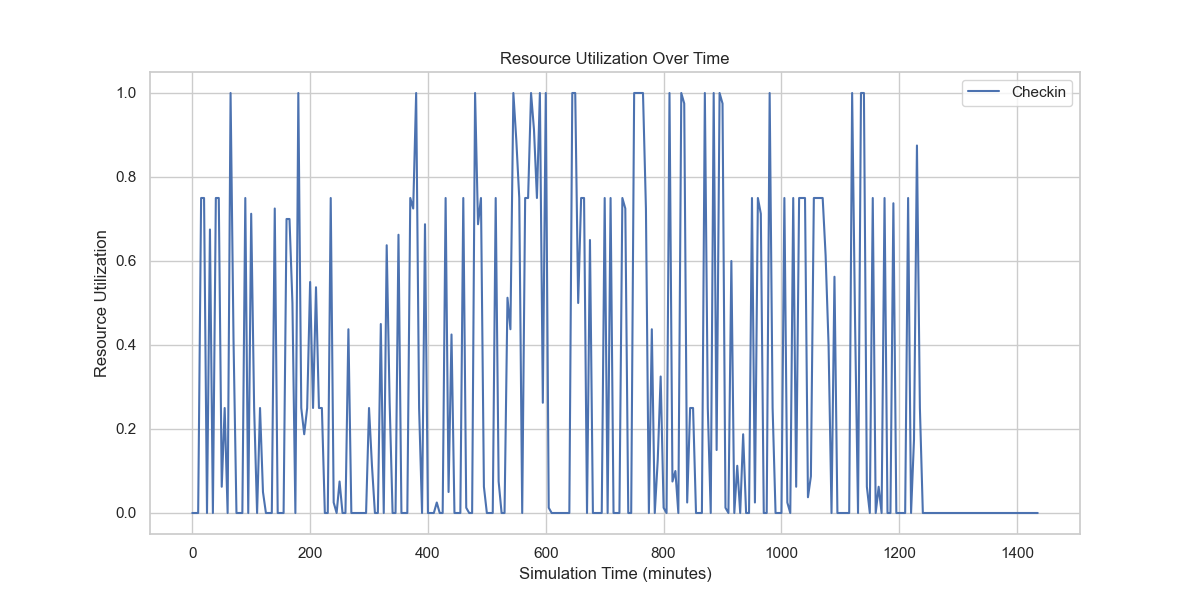 Resource Utilization Over Time
Checkin
Resource Utilization
1.0
0.8
0.6
0.4
0.2
0.0
0 200 400 600 800 1000 1200 1400
Simulation Time (minutes)